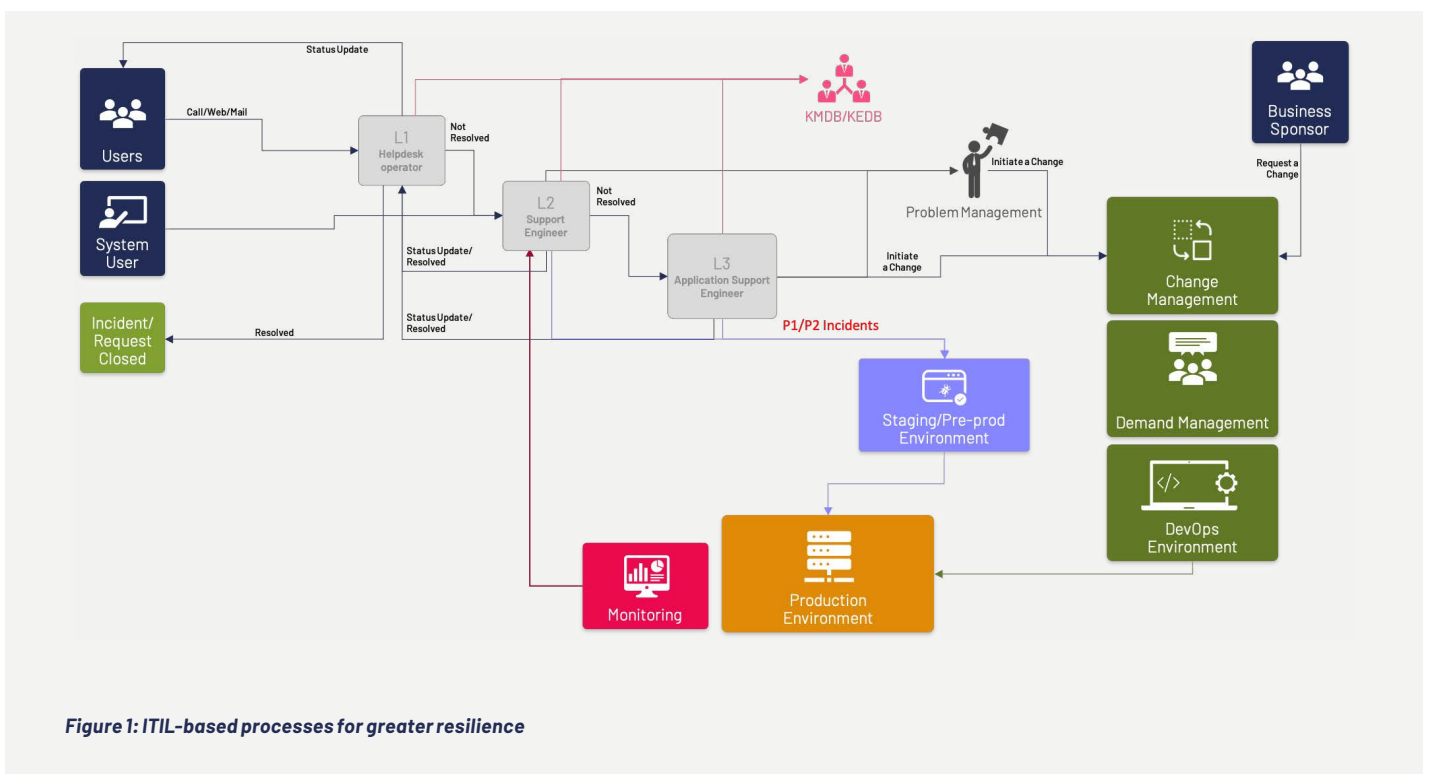 Status Update
Users
Call/Web/Mail
L1
Helpdesk
operator
Not
Resolved
KMDB/KEDB
Business
Sponsor
Request a
Change
Initiate a Change
Problem Management
System
User
L2
Support
Engineer
Not
Resolved
Status Update/
Resolved
L3
Application Support
Engineer
Initiate
a Change
Change
Management
Incident/
Request
Closed
Resolved
Status Update/
Resolved
P1/P2 Incidents
Staging/Pre-prod
Environment
Demand Management
</>
DevOps
Environment
Monitoring
Production
Environment
Figure 1: ITIL-based processes for greater resilience